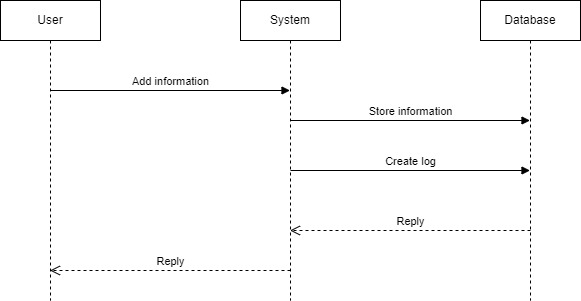 User
System
Database
Add information
Store information
Create log
Reply
Reply